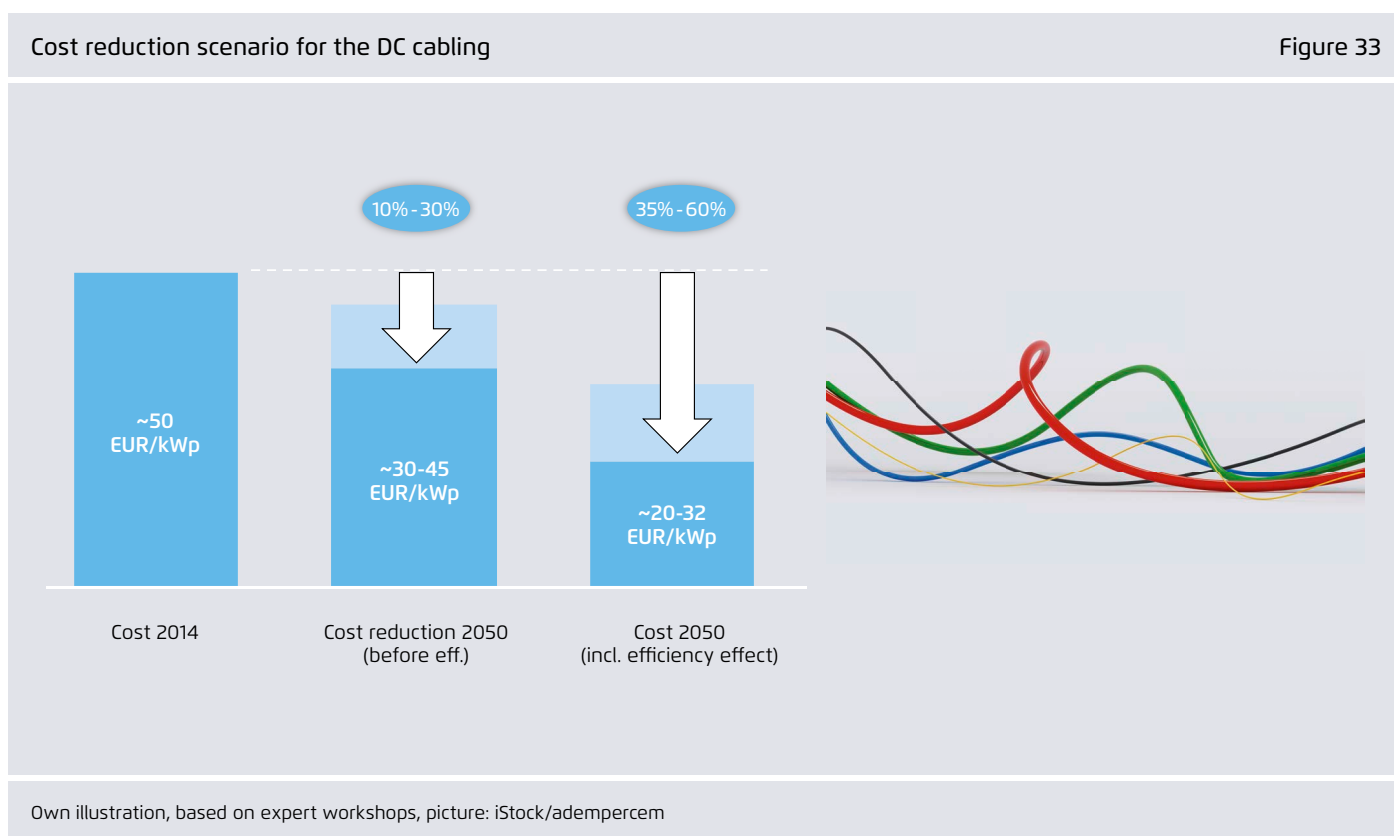 Cost reduction scenario for the DC cabling
Figure 33
10%-30%
35%-60%
~50
EUR/kWp
~30-45
EUR/kWp
~20-32
EUR/kWp
Cost 2014
Cost reduction 2050
(before eff.)
Cost 2050
(incl. efficiency effect)
Own illustration, based on expert workshops, picture: iStock/adempercem